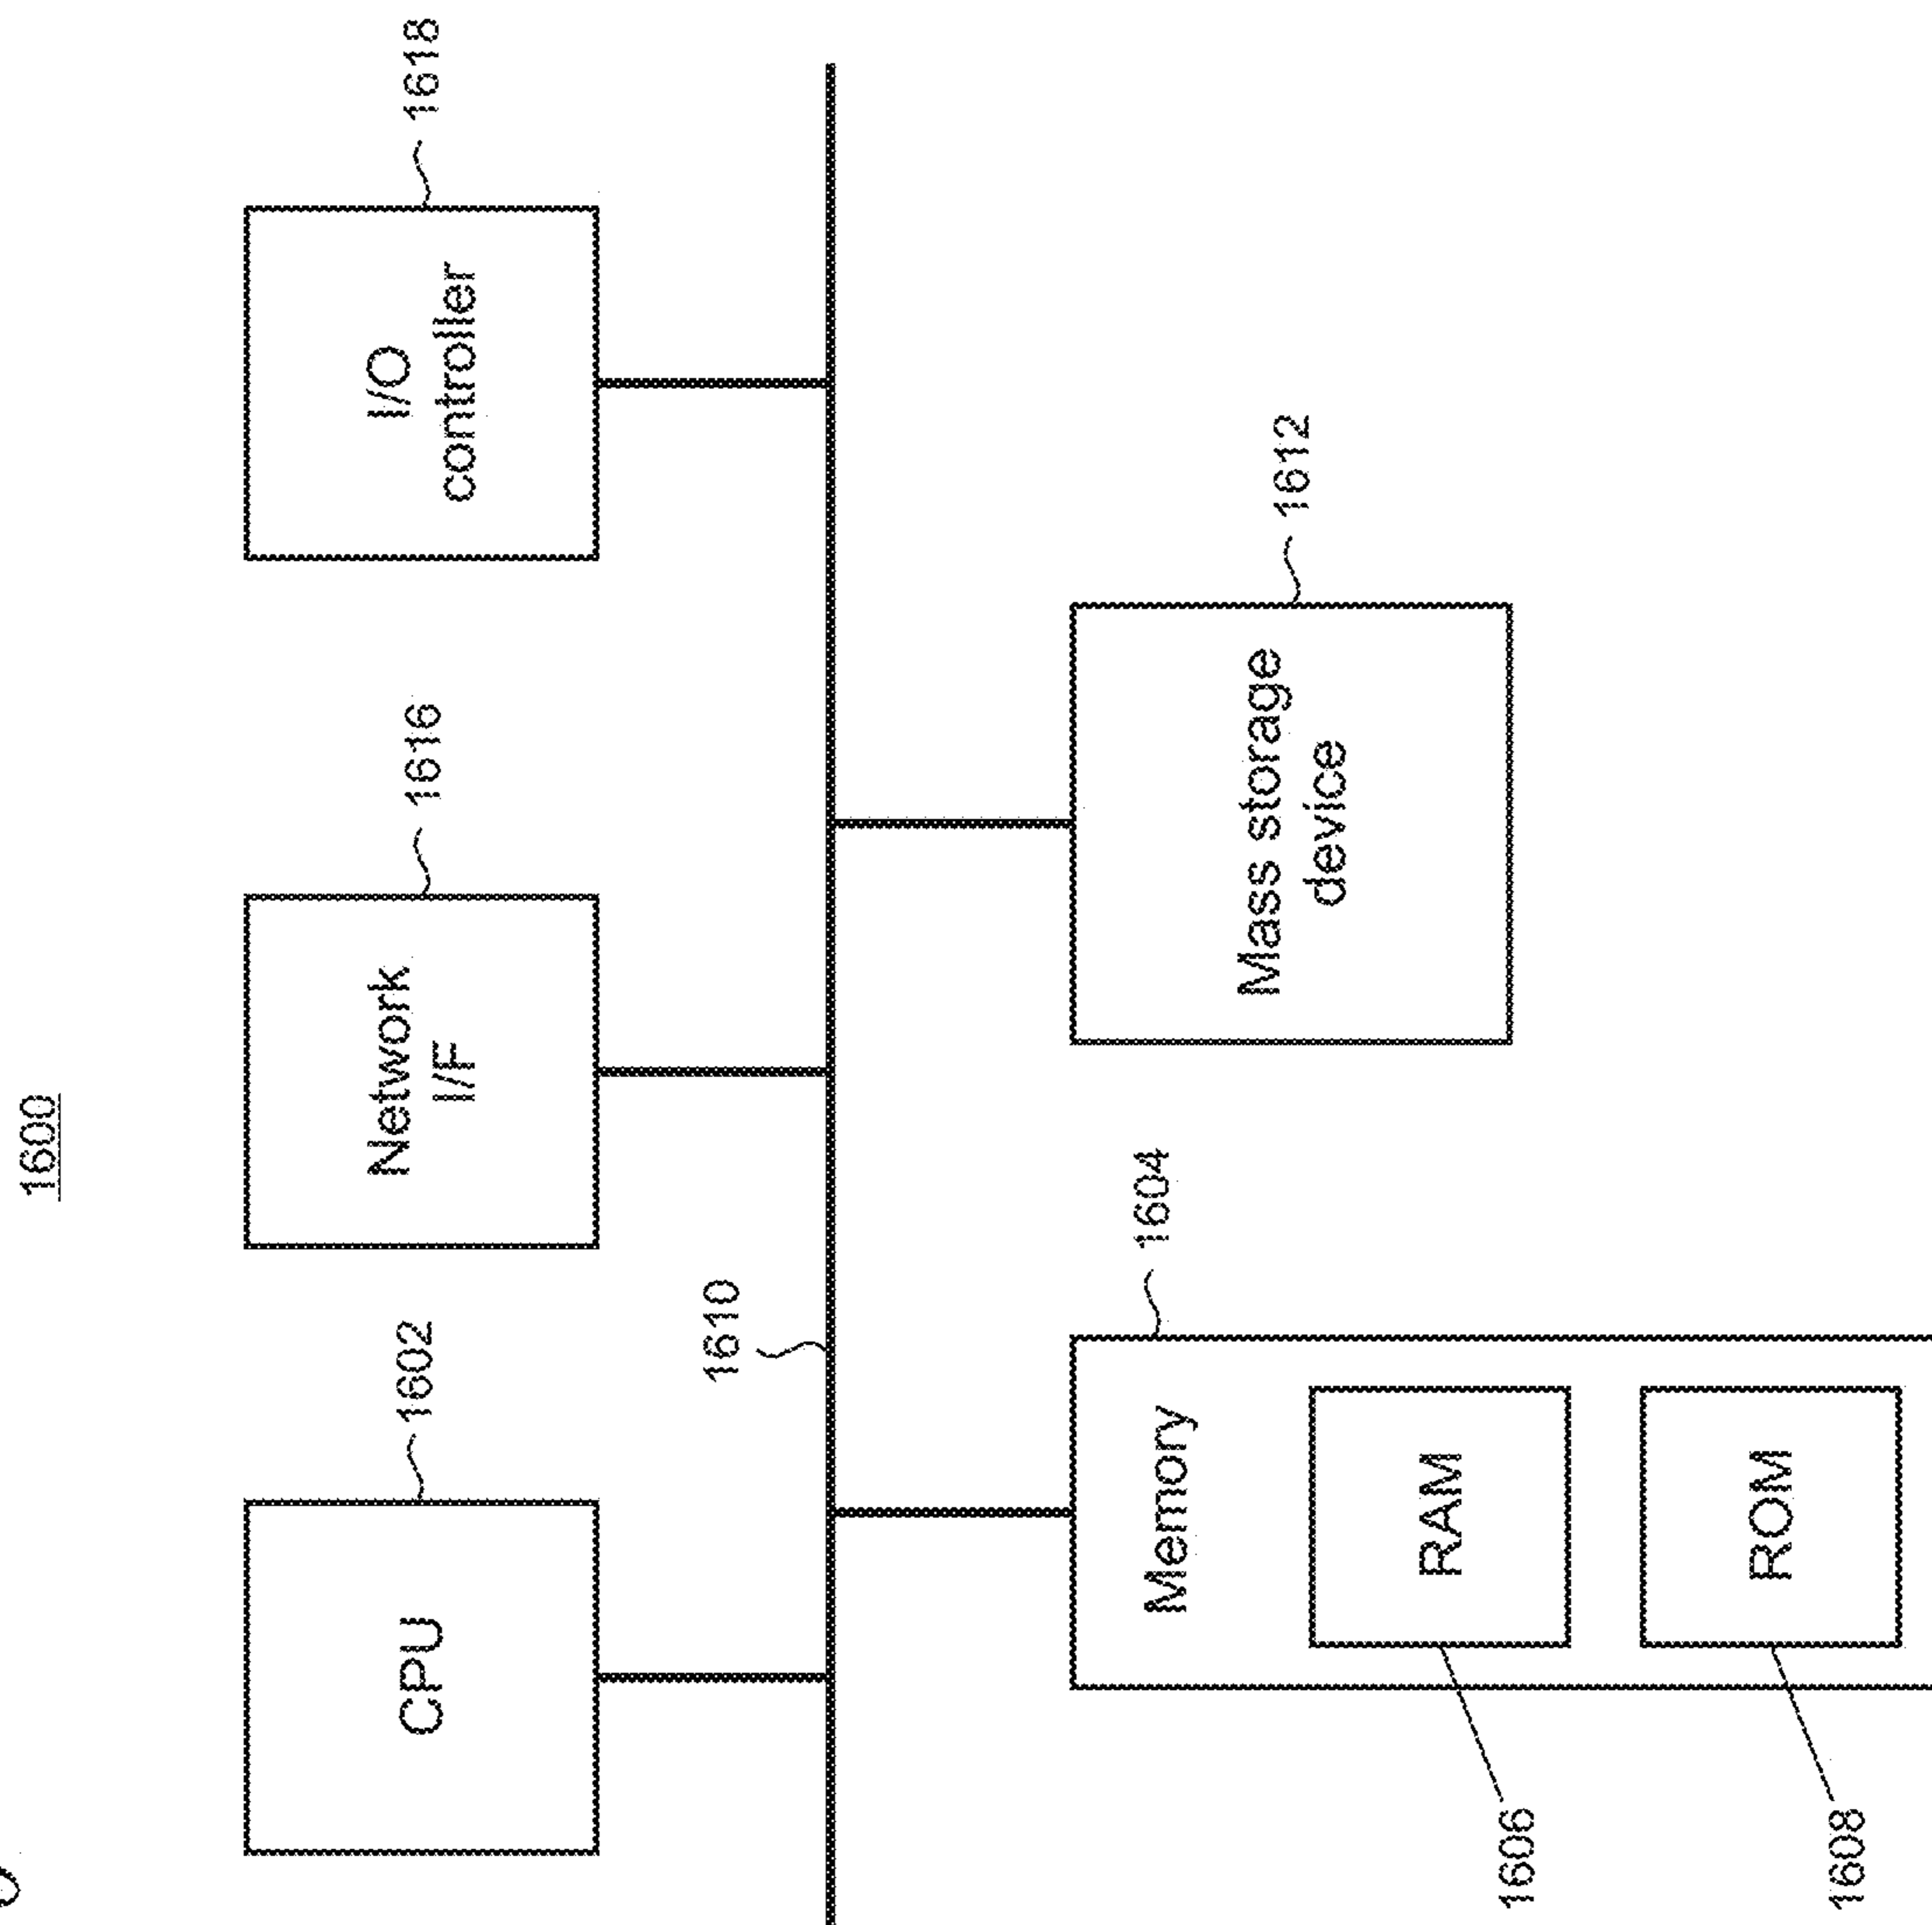 1600
CPU
1602
Network
I/F
1616
I/O
controller
1618
1610
Memory
1604
RAM
1606
ROM
1608
Mass storage
device
1612